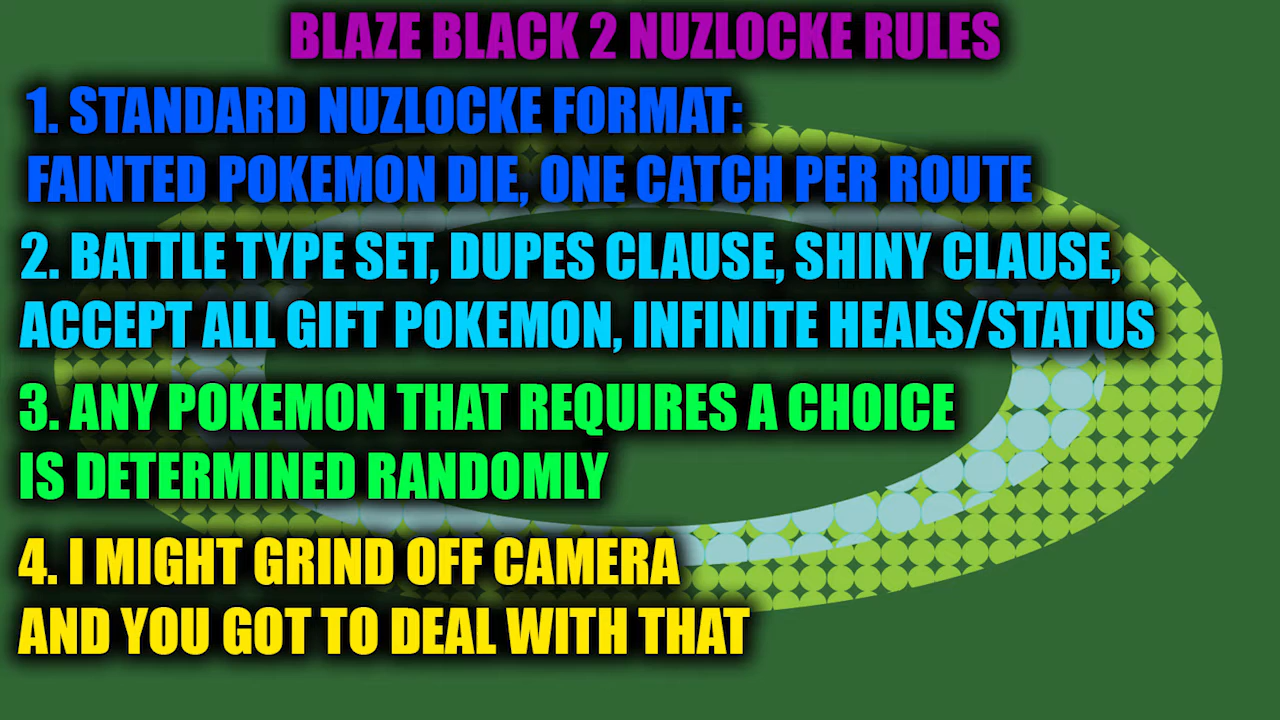 BLAZE BLACK 2 NUZLOCKE RULES
1. STANDARD NUZLOCKE FORMAT:
FAINTED POKEMON DIE, ONE CATCH PER ROUTE
2. BATTLE TYPE SET, DUPES CLAUSE, SHINY CLAUSE,
ACCEPT ALL GIFT POKEMON, INFINITE HEALS/STATUS
3. ANY POKEMON THAT REQUIRES A CHOICE
IS DETERMINED RANDOMLY
4. I MIGHT GRIND OFF CAMERA
AND YOU GOT TO DEAL WITH THAT